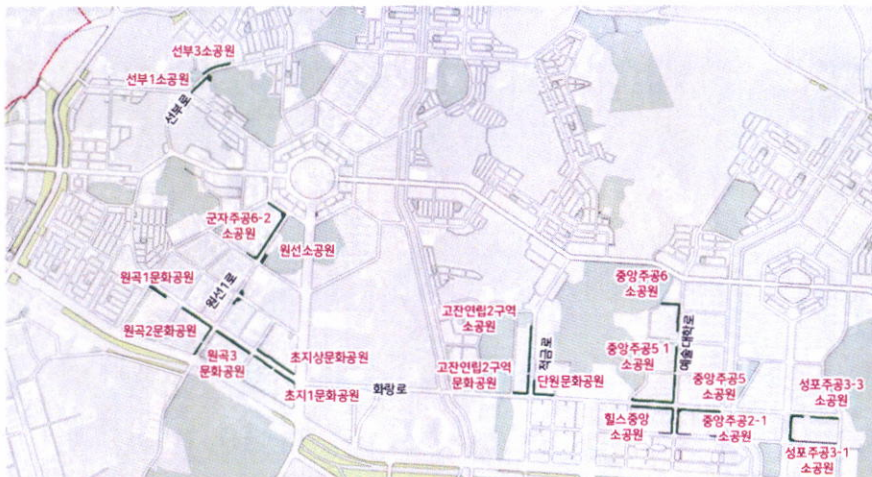 선부3소공원
선부1소공원
선부로
군자주공6-2
소공원
원선소공원
원곡1문화공원
원선1로
원곡2문화공원
원곡3
문화공원
초지상문화공원
초지1문화공원
화랑로
고잔연립2구역
소공원
고잔연립2구역
문화공원
적금로
단원문화공원
중앙주공6
소공원
예술대학로
중앙주공5 1
소공원
중앙주공5
소공원
힐스중앙
소공원
중앙주공2-1
소공원
성포주공3-3
소공원
성포주공3-1
소공원